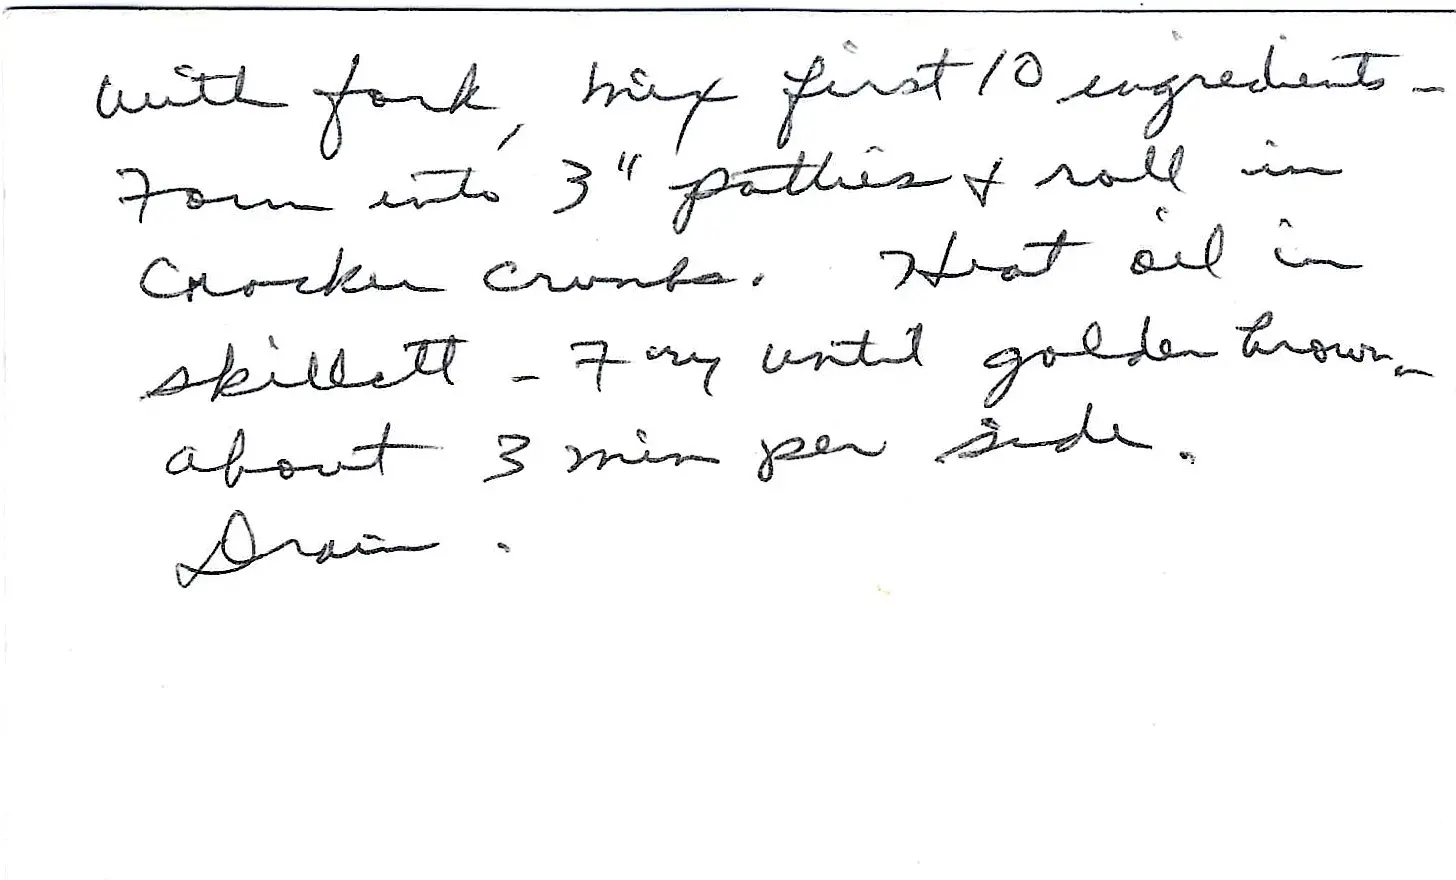 with fork, mix first 10 ingredients -
Form into 3" patties & roll in
Cracker crumbs. Heat oil in
skillett - Fry until golden brown -
about 3 min per side.
Drain.